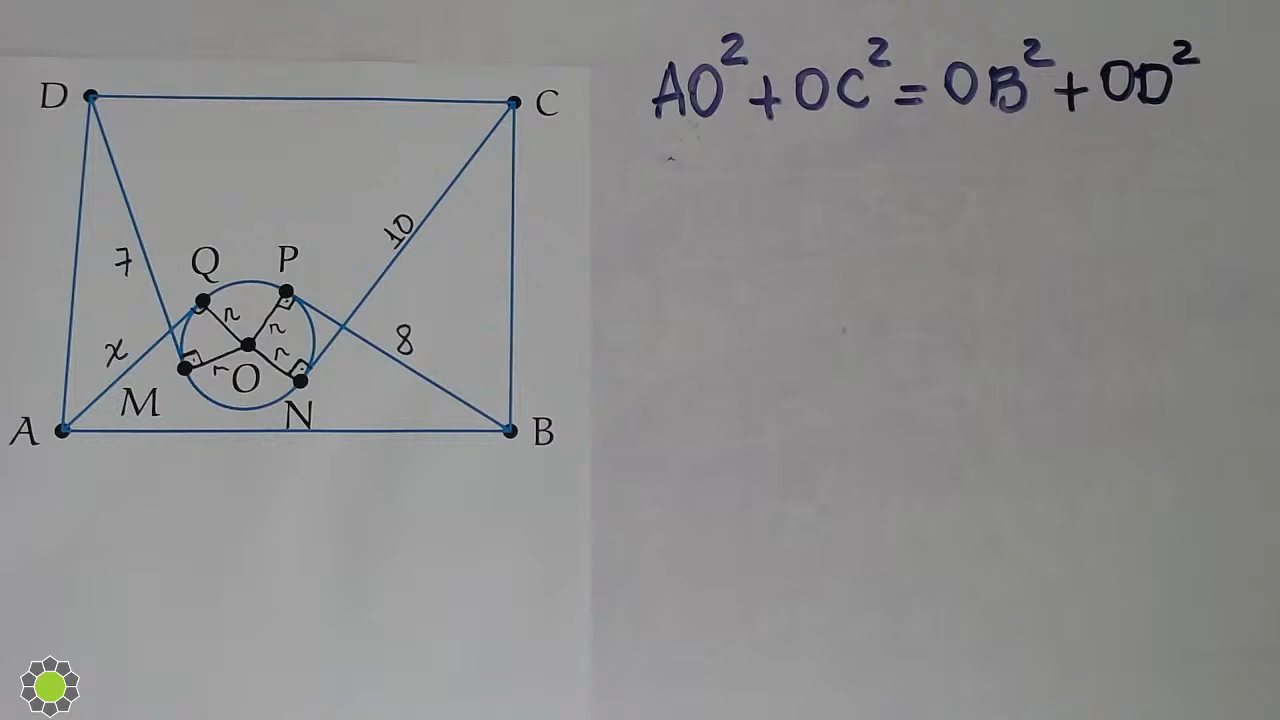 AO² + OC² = OB² + OD²
D
C
10
7
Q
P
r
r
x
r
8
r
O
M
N
A
B